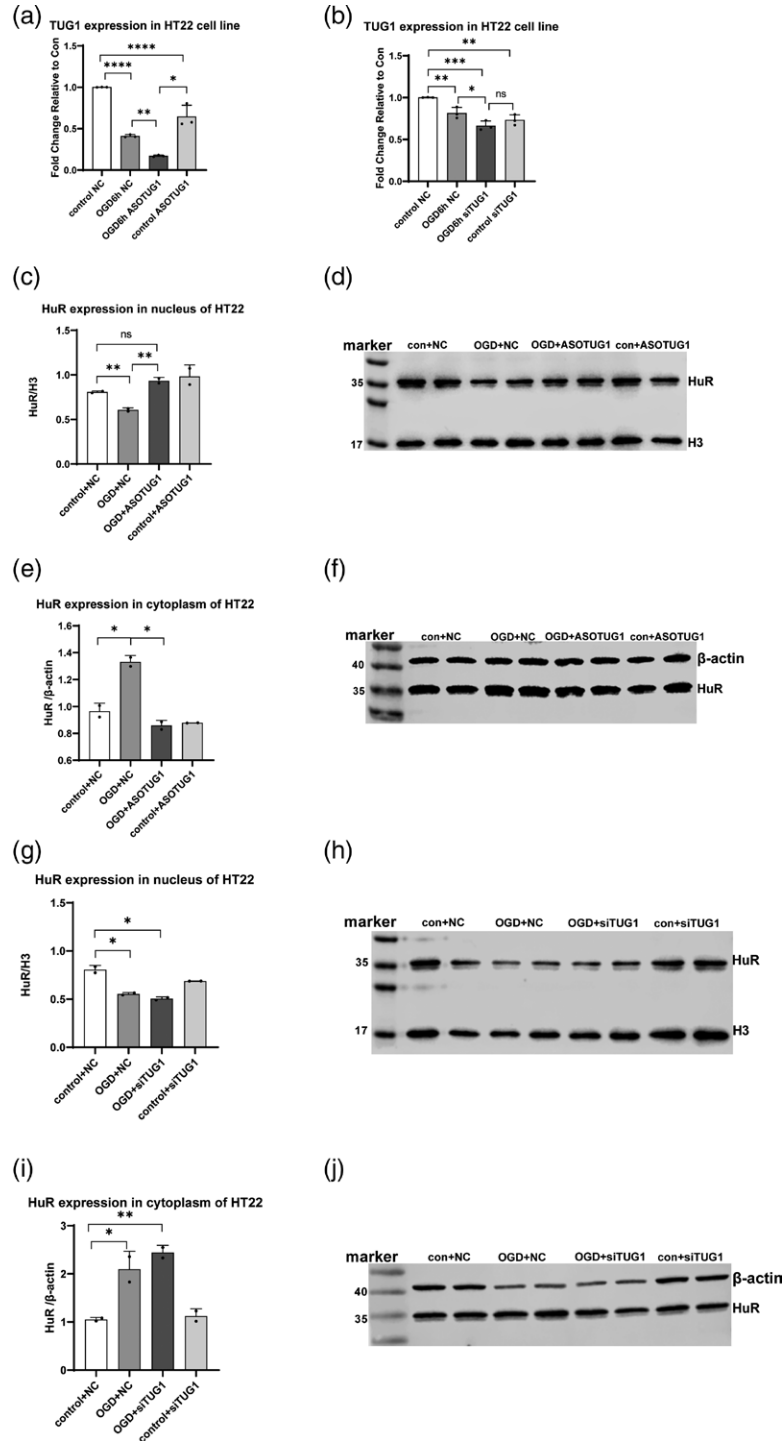 (a)
TUG1 expression in HT22 cell line
Fold Change Relative to Con
1.5
1.0
0.5
0.0
****
****
*
**
control NC
OGD6h NC
OGD6h ASOTUG1
control ASOTUG1
(b)
TUG1 expression in HT22 cell line
Fold Change Relative to Con
1.5
1.0
0.5
0.0
**
***
**
*
ns
control NC
OGD6h NC
OGD6h siTUG1
control siTUG1
(c)
HuR expression in nucleus of HT22
HuR/H3
1.5
1.0
0.5
0.0
ns
**
**
control+NC
OGD+NC
OGD+ASOTUG1
control+ASOTUG1
(d)
marker
con+NC
OGD+NC
OGD+ASOTUG1
con+ASOTUG1
35
HuR
17
H3
(e)
HuR expression in cytoplasm of HT22
HuR /β-actin
1.6
1.4
1.2
1.0
0.8
0.6
*
*
control+NC
OGD+NC
OGD+ASOTUG1
control+ASOTUG1
(f)
marker
con+NC
OGD+NC
OGD+ASOTUG1
con+ASOTUG1
40
β-actin
35
HuR
(g)
HuR expression in nucleus of HT22
HuR/H3
1.5
1.0
0.5
0.0
*
*
control+NC
OGD+NC
OGD+siTUG1
control+siTUG1
(h)
marker
con+NC
OGD+NC
OGD+siTUG1
con+siTUG1
35
HuR
17
H3
(i)
HuR expression in cytoplasm of HT22
HuR /β-actin
3
2
1
0
**
*
control+NC
OGD+NC
OGD+siTUG1
control+siTUG1
(j)
marker
con+NC
OGD+NC
OGD+siTUG1
con+siTUG1
40
β-actin
35
HuR